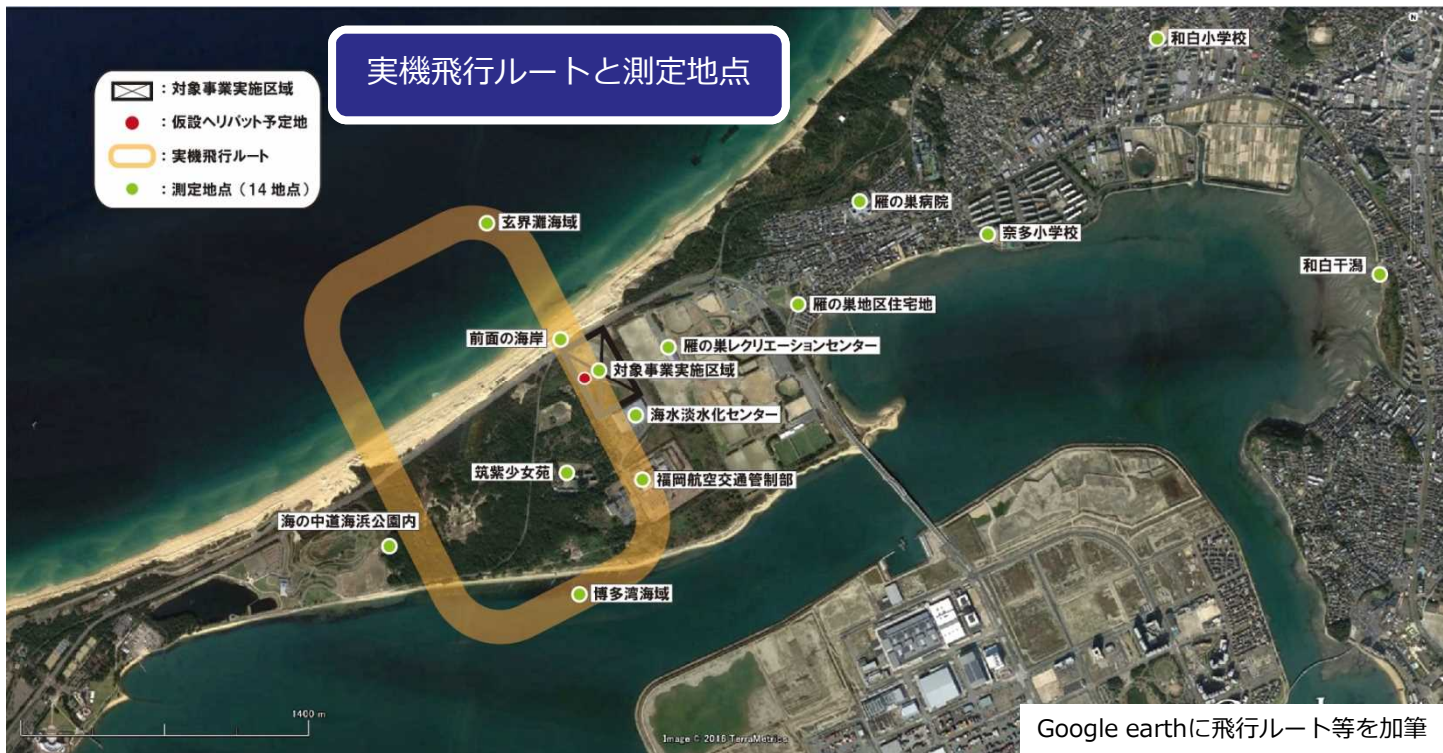 実機飛行ルートと測定地点
：対象事業実施区域
：仮設ヘリパット予定地
：実機飛行ルート
：測定地点（14地点）
和白小学校
雁の巣病院
玄界灘海域
奈多小学校
和白干潟
雁の巣地区住宅地
前面の海岸
雁の巣レクリエーションセンター
対象事業実施区域
海水淡水化センター
筑紫少女苑
福岡航空交通管制部
海の中道海浜公園内
博多湾海域
1400 m
Image © 2016 TerraMetrics
Google earthに飛行ルート等を加筆